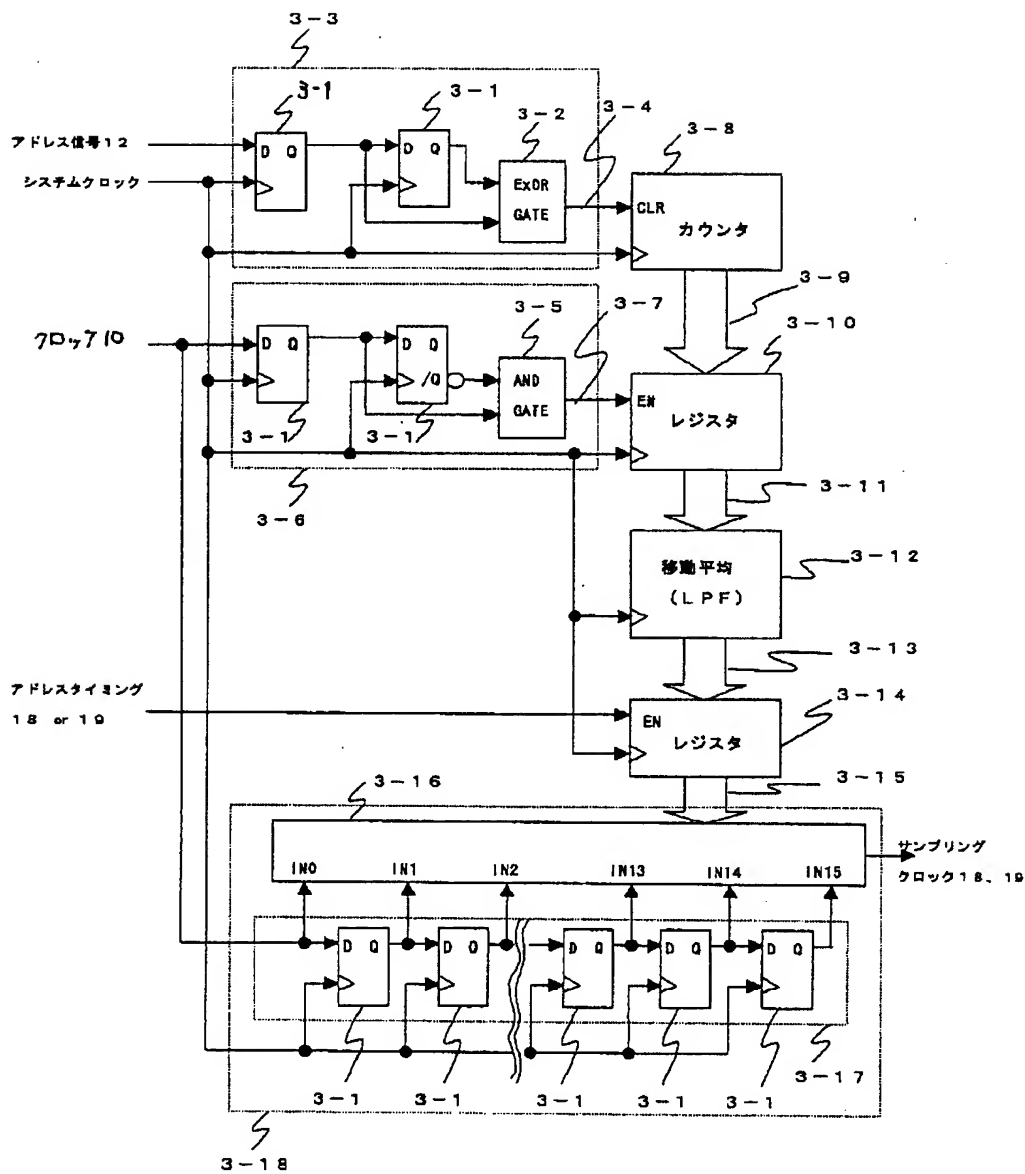 3-3
3-1
3-1
3-2
3-4
3-8
アドレス信号12
システムクロック
D Q
D Q
ExOR
GATE
CLR
カウンタ
3-9
3-5
3-7
3-10
クロック10
D Q
D Q
/Q
AND
GATE
EN
レジスタ
3-1
3-1
3-6
3-11
移動平均
(LPF)
3-12
3-13
アドレスタイミング
18 or 19
3-14
EN
レジスタ
3-15
3-16
サンプリング
クロック18、19
IN0
IN1
IN2
IN13
IN14
IN15
D Q
D Q
D Q
D Q
D Q
3-17
3-1
3-1
3-1
3-1
3-1
3-18